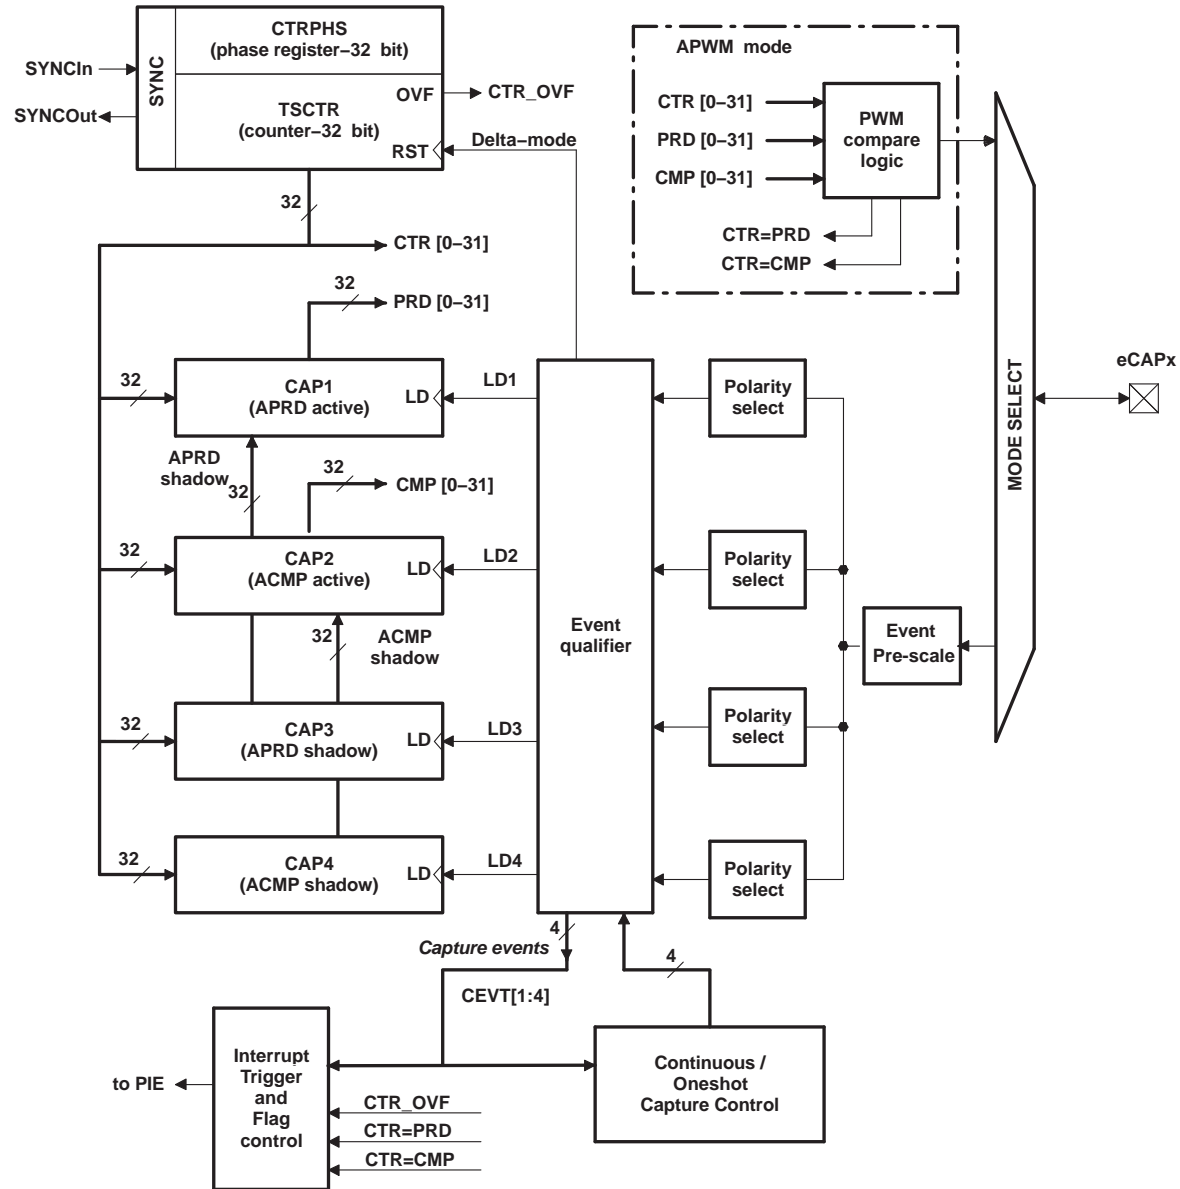 CTRPHS
(phase register−32 bit)
APWM mode
SYNCIn
SYNC
OVF
CTR_OVF
SYNCOut
TSCTR
(counter−32 bit)
RST
Delta−mode
CTR [0−31]
PRD [0−31]
CMP [0−31]
PWM
compare
logic
CTR=PRD
CTR=CMP
32
CTR [0−31]
32
PRD [0−31]
32
CAP1
(APRD active)
LD
LD1
Polarity
select
MODE SELECT
eCAPx
APRD
shadow
32
32
CMP [0−31]
32
CAP2
(ACMP active)
LD
LD2
Polarity
select
32
ACMP
shadow
Event
qualifier
Event
Pre-scale
32
CAP3
(APRD shadow)
LD
LD3
Polarity
select
32
CAP4
(ACMP shadow)
LD
LD4
Polarity
select
4
Capture events
4
CEVT[1:4]
to PIE
Interrupt
Trigger
and
Flag
control
Continuous /
Oneshot
Capture Control
CTR_OVF
CTR=PRD
CTR=CMP